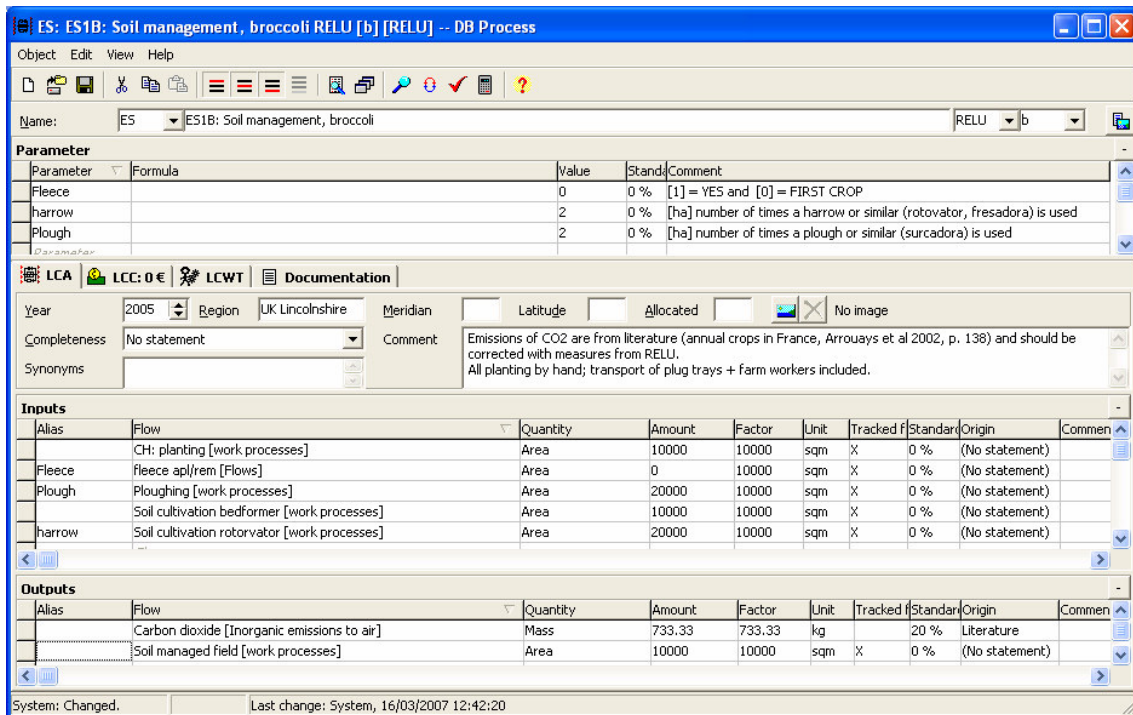 ES: ES1B: Soil management, broccoli RELU [b] [RELU] -- DB Process
Object Edit View Help
Name: ES ES1B: Soil management, broccoli RELU b
Parameter
Parameter Formula Value Standa Comment
Fleece 0 0 % [1] = YES and [0] = FIRST CROP
harrow 2 0 % [ha] number of times a harrow or similar (rotovator, fresadora) is used
Plough 2 0 % [ha] number of times a plough or similar (surcadora) is used
Parameter
LCA LCC: 0 € LCWT Documentation
Year 2005 Region UK Lincolnshire Meridian Latitude Allocated No image
Completeness No statement Comment Emissions of CO2 are from literature (annual crops in France, Arrouays et al 2002, p. 138) and should be
corrected with measures from RELU.
Synonyms All planting by hand; transport of plug trays + farm workers included.
Inputs
Alias Flow Quantity Amount Factor Unit Tracked f Standard Origin Commen
CH: planting [work processes] Area 10000 10000 sqm X 0 % (No statement)
Fleece fleece apl/rem [Flows] Area 0 10000 sqm X 0 % (No statement)
Plough Ploughing [work processes] Area 20000 10000 sqm X 0 % (No statement)
Soil cultivation bedformer [work processes] Area 10000 10000 sqm X 0 % (No statement)
harrow Soil cultivation rotorvator [work processes] Area 20000 10000 sqm X 0 % (No statement)
Outputs
Alias Flow Quantity Amount Factor Unit Tracked f Standard Origin Commen
Carbon dioxide [Inorganic emissions to air] Mass 733.33 733.33 kg 20 % Literature
Soil managed field [work processes] Area 10000 10000 sqm X 0 % (No statement)
System: Changed. Last change: System, 16/03/2007 12:42:20